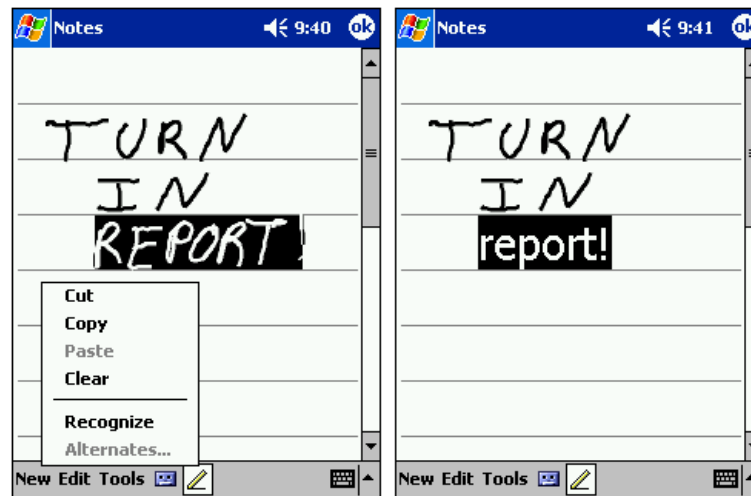 Notes 9:40 ok
TURN
IN
REPORT!
Cut
Copy
Paste
Clear
Recognize
Alternates...
New Edit Tools
Notes 9:41 ok
TURN
IN
report!
New Edit Tools